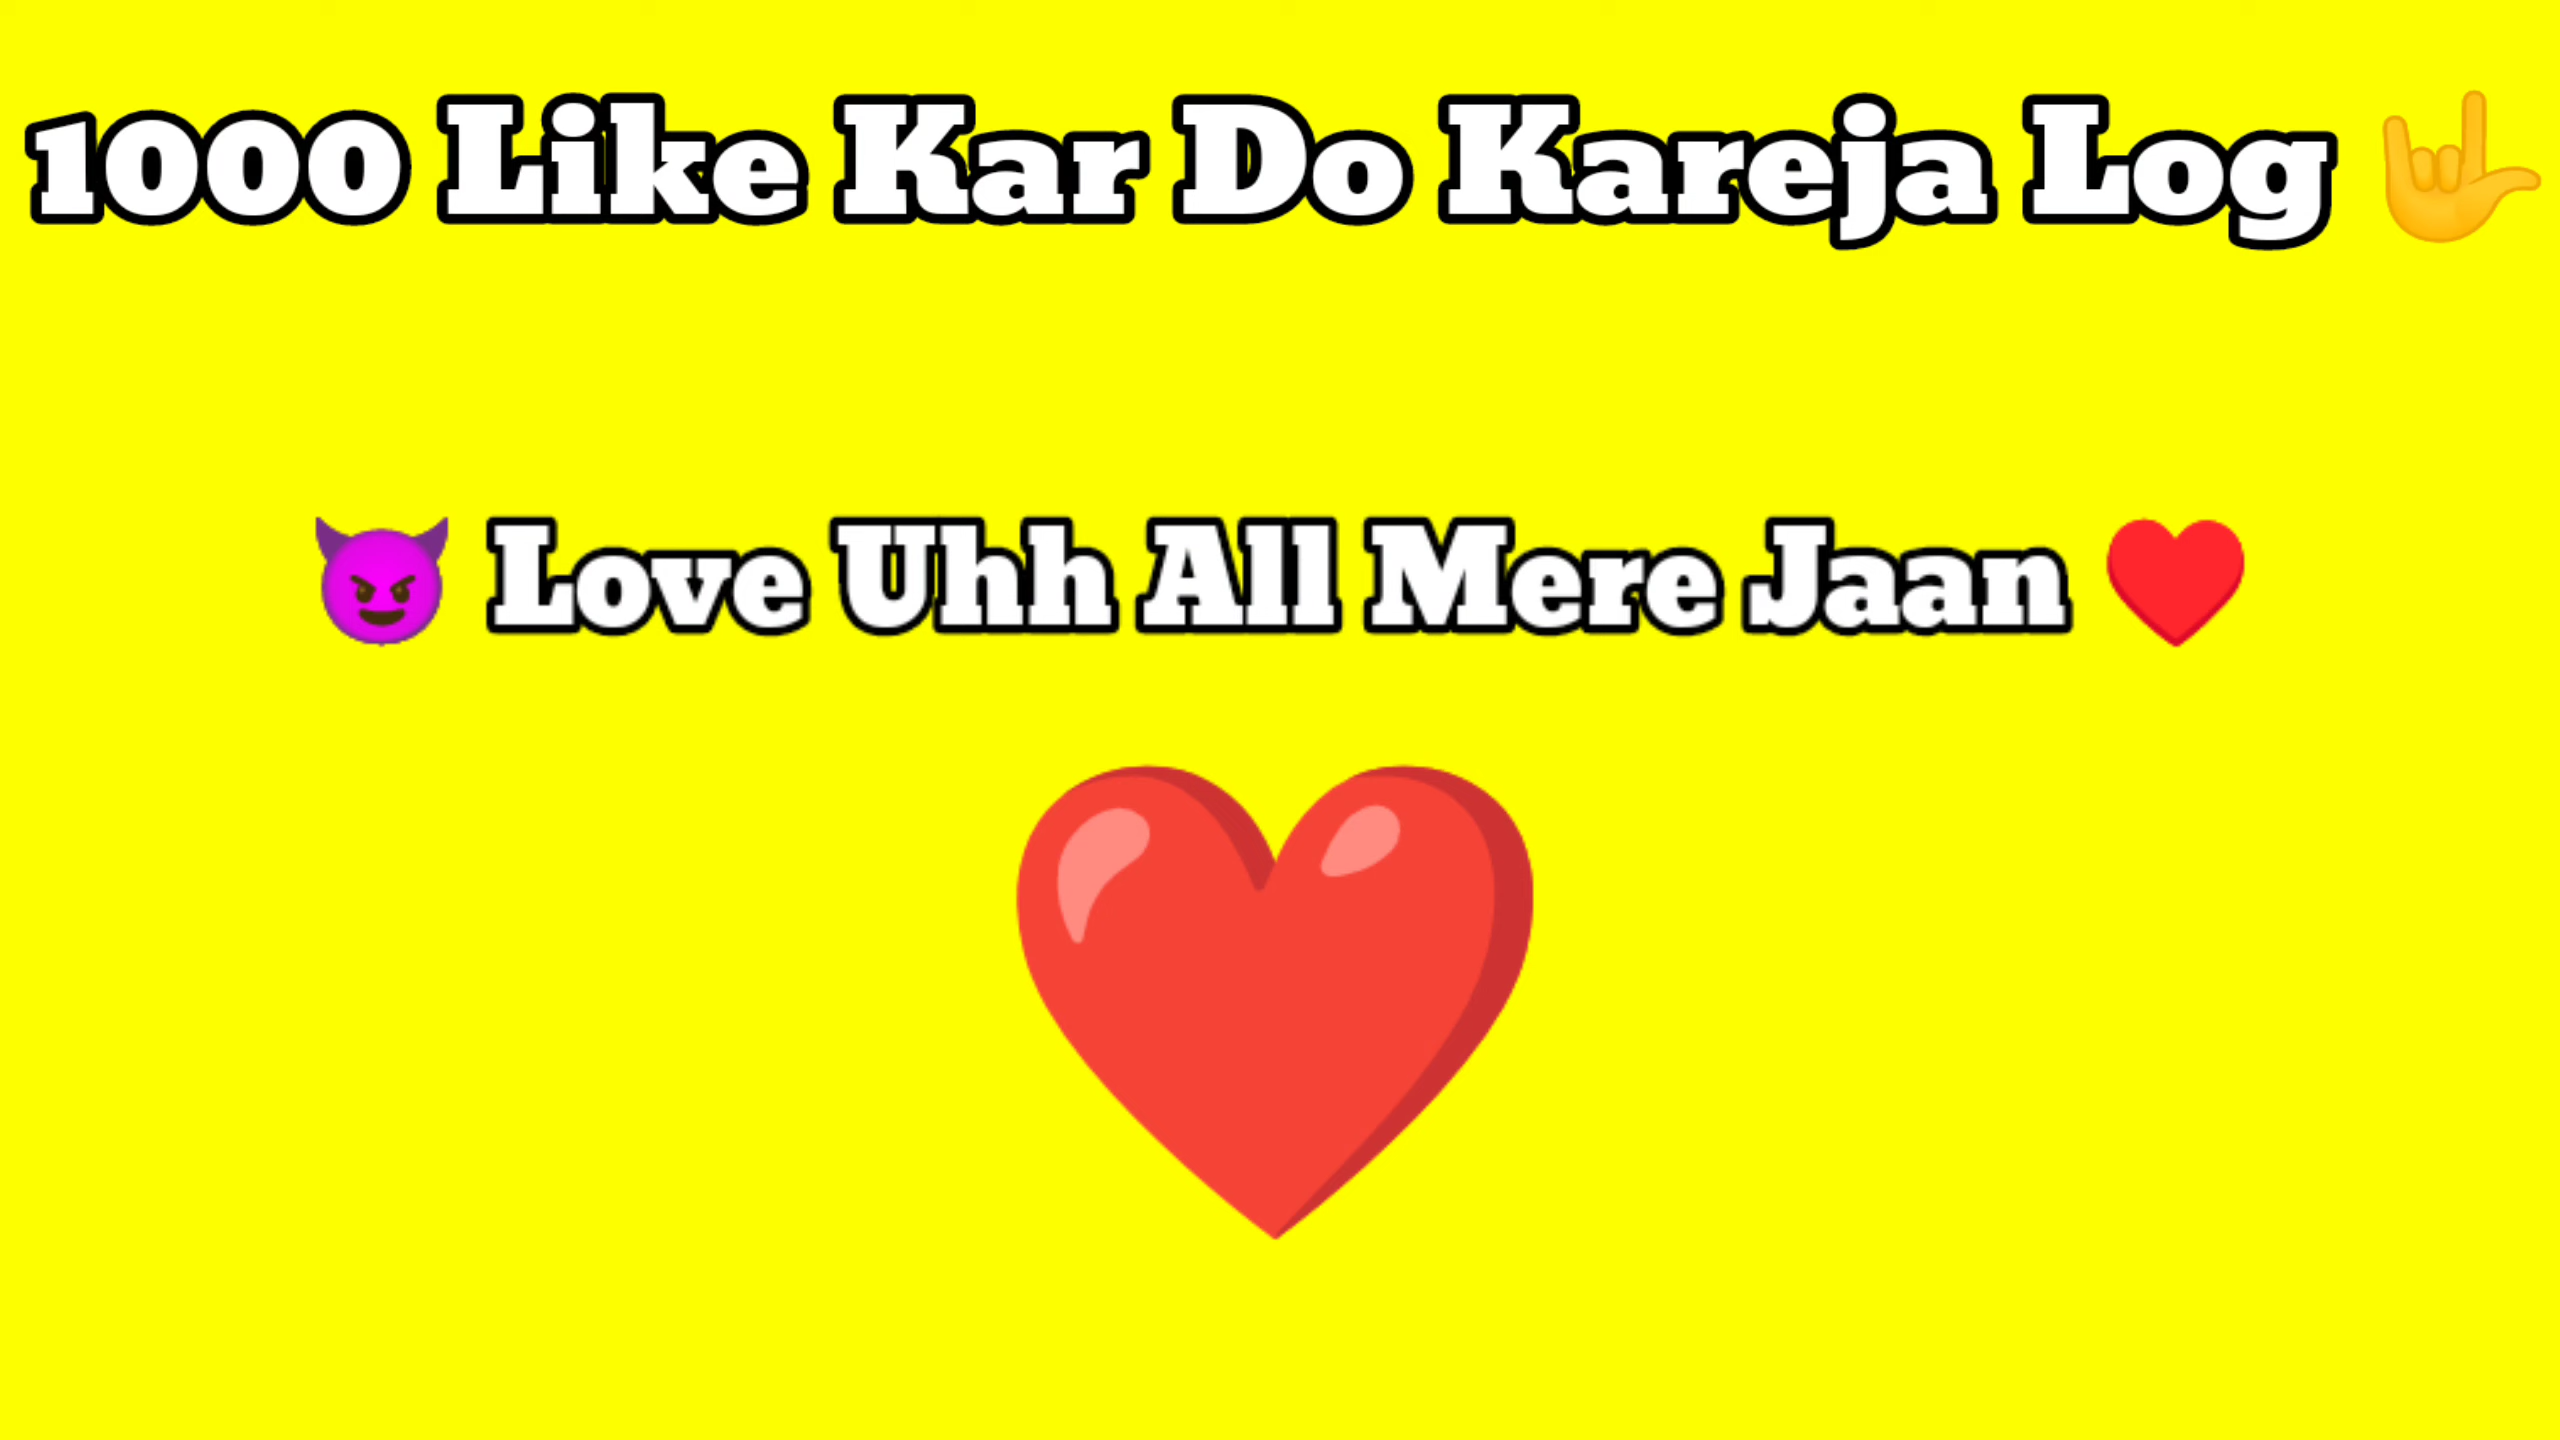 1000 Like Kar Do Kareja Log 🤟
😈 Love Uhh All Mere Jaan ♥️